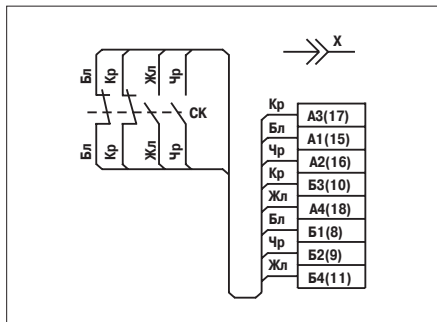 X
Бл Кр Жл Чр
СК
Бл Кр Жл Чр
Кр А3(17)
Бл А1(15)
Чр А2(16)
Кр Б3(10)
Жл А4(18)
Бл Б1(8)
Чр Б2(9)
Жл Б4(11)